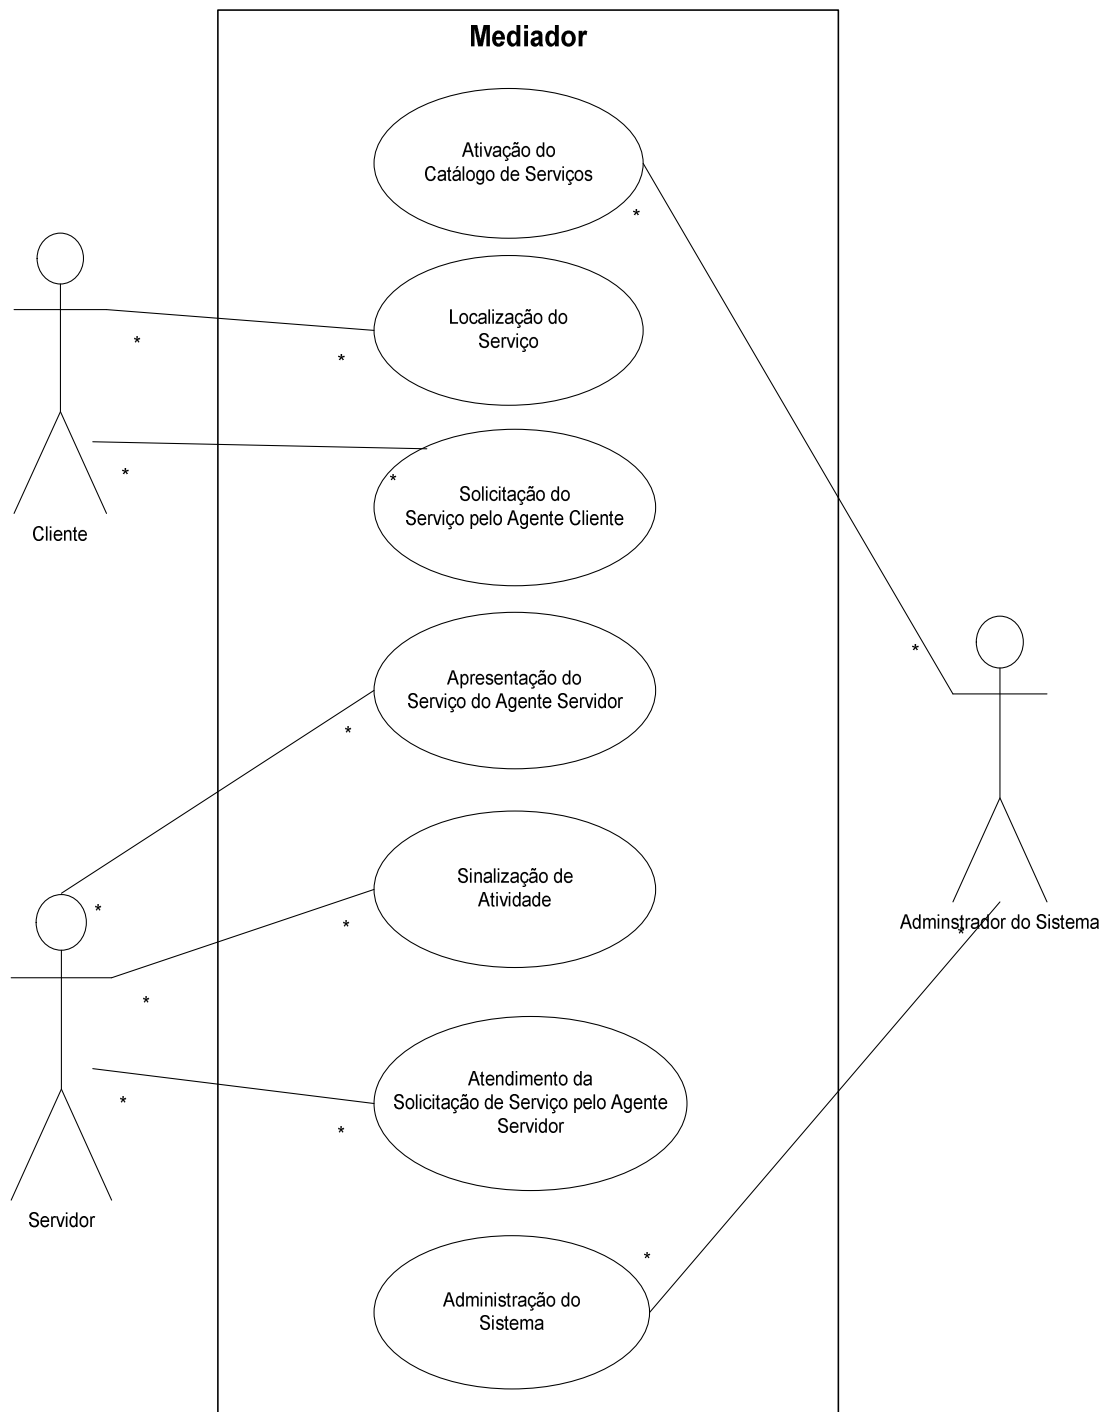 Mediador
Ativação do
Catálogo de Serviços
*
Localização do
Serviço
*
*
Solicitação do
Serviço pelo Agente Cliente
*
*
Cliente
Apresentação do
Serviço do Agente Servidor
*
*
*
Sinalização de
Atividade
*
*
Adminstrador do Sistema
*
Atendimento da
Solicitação de Serviço pelo Agente
Servidor
*
*
Servidor
Administração do
Sistema
*